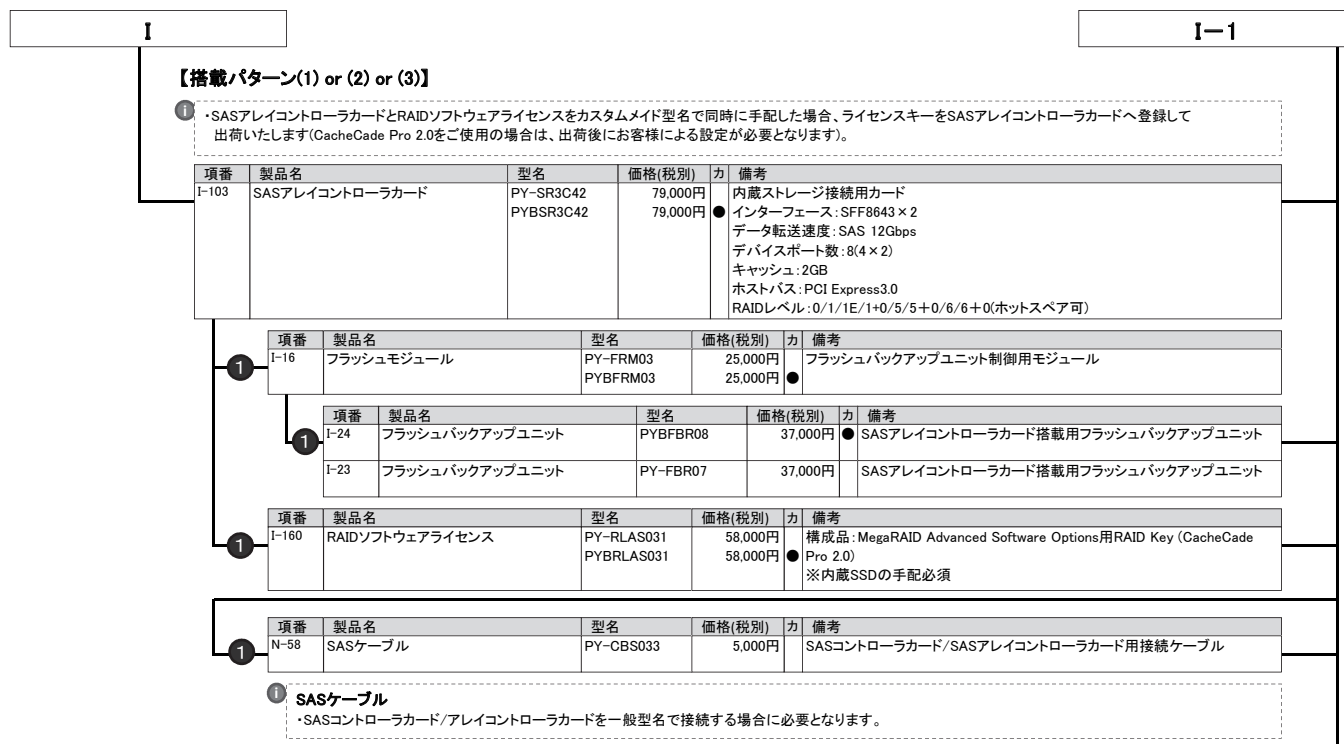 I
I－1
【搭載パターン(1) or (2) or (3)】
i
・SASアレイコントローラカードとRAIDソフトウェアライセンスをカスタムメイド型名で同時に手配した場合、ライセンスキーをSASアレイコントローラカードへ登録して
出荷いたします(CacheCade Pro 2.0をご使用の場合は、出荷後にお客様による設定が必要となります)。
項番 製品名 型名 価格(税別) カ 備考
I-103 SASアレイコントローラカード PY-SR3C42 79,000円 内蔵ストレージ接続用カード
PYBSR3C42 79,000円 ● インターフェース：SFF8643×2
データ転送速度：SAS 12Gbps
デバイスポート数：8(4×2)
キャッシュ：2GB
ホストバス：PCI Express3.0
RAIDレベル：0/1/1E/1+0/5/5＋0/6/6＋0(ホットスペア可)
項番 製品名 型名 価格(税別) カ 備考
1 I-16 フラッシュモジュール PY-FRM03 25,000円 フラッシュバックアップユニット制御用モジュール
PYBFRM03 25,000円 ●
項番 製品名 型名 価格(税別) カ 備考
1 I-24 フラッシュバックアップユニット PYBFBR08 37,000円 ● SASアレイコントローラカード搭載用フラッシュバックアップユニット
I-23 フラッシュバックアップユニット PY-FBR07 37,000円 SASアレイコントローラカード搭載用フラッシュバックアップユニット
項番 製品名 型名 価格(税別) カ 備考
1 I-160 RAIDソフトウェアライセンス PY-RLAS031 58,000円 構成品：MegaRAID Advanced Software Options用RAID Key (CacheCade
PYBRLAS031 58,000円 ● Pro 2.0)
※内蔵SSDの手配必須
項番 製品名 型名 価格(税別) カ 備考
1 N-58 SASケーブル PY-CBS033 5,000円 SASコントローラカード/SASアレイコントローラカード用接続ケーブル
i SASケーブル
・SASコントローラカード/アレイコントローラカードを一般型名で接続する場合に必要となります。